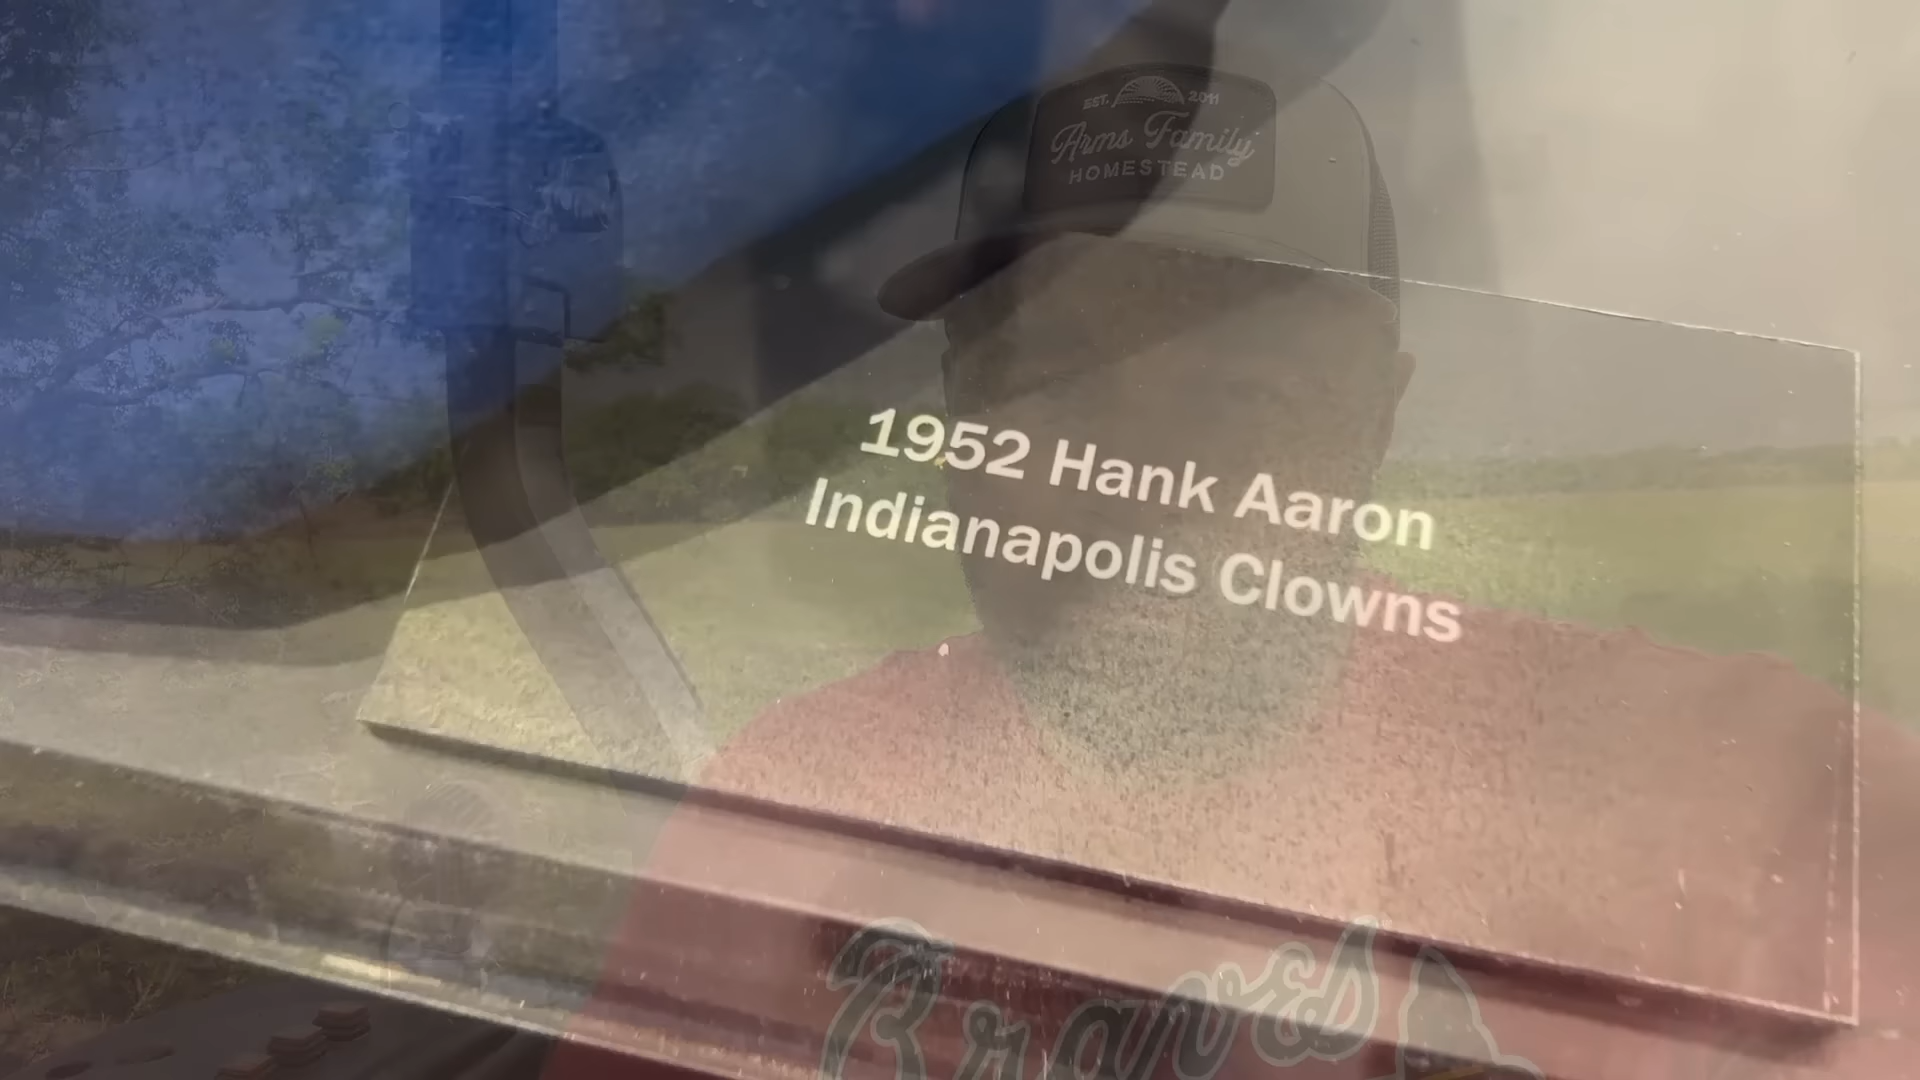 EST. 2011
Arms Family
HOMESTEAD
1952 Hank Aaron
Indianapolis Clowns
Braves